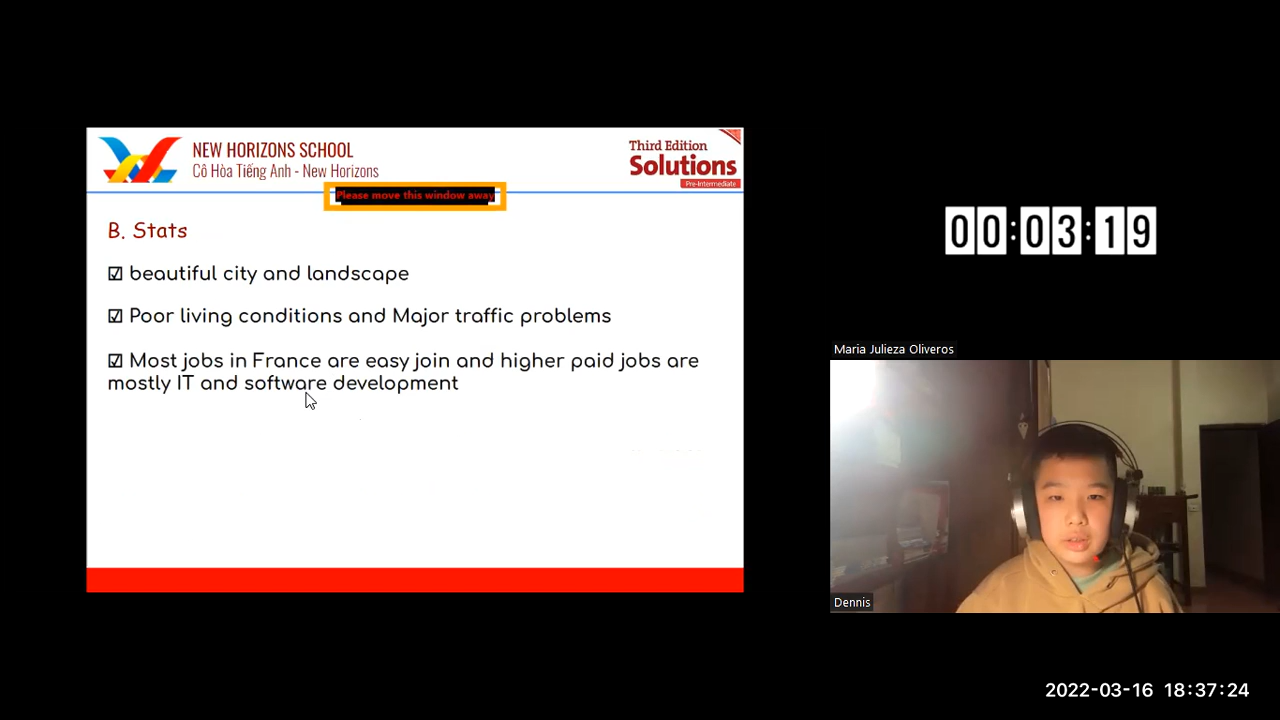 NEW HORIZONS SCHOOL
Cô Hòa Tiếng Anh - New Horizons
Third Edition
Solutions
Pre-Intermediate
Please move this window away
B. Stats
☑ beautiful city and landscape
☑ Poor living conditions and Major traffic problems
☑ Most jobs in France are easy join and higher paid jobs are
mostly IT and software development
00:03:19
Maria Julieza Oliveros
Dennis
2022-03-16 18:37:24